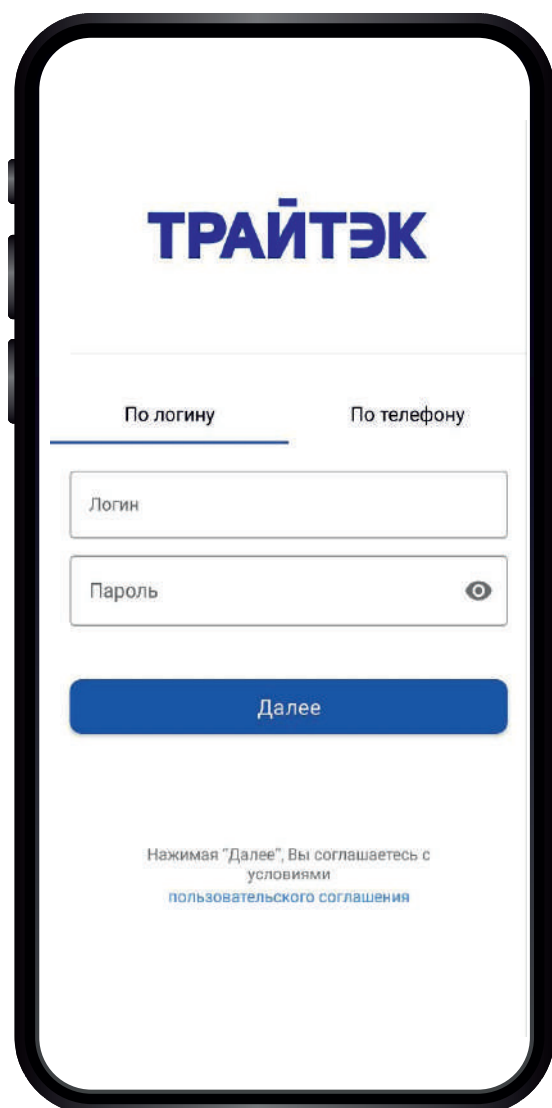 ТРАЙТЭК
По логину
По телефону
Логин
Пароль
Далее
Нажимая "Далее", Вы соглашаетесь с
условиями
пользовательского соглашения